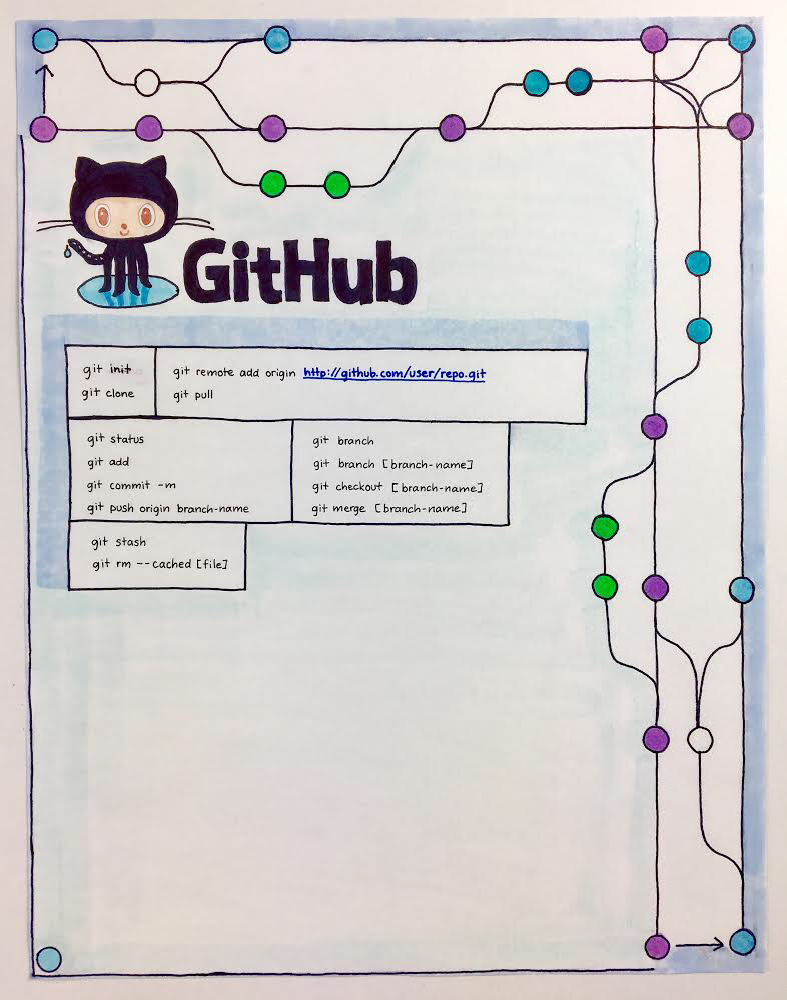 GitHub
git init
git clone
git remote add origin http://github.com/user/repo.git
git pull
git status
git add
git commit -m
git push origin branch-name
git branch
git branch [branch-name]
git checkout [branch-name]
git merge [branch-name]
git stash
git rm --cached [file]